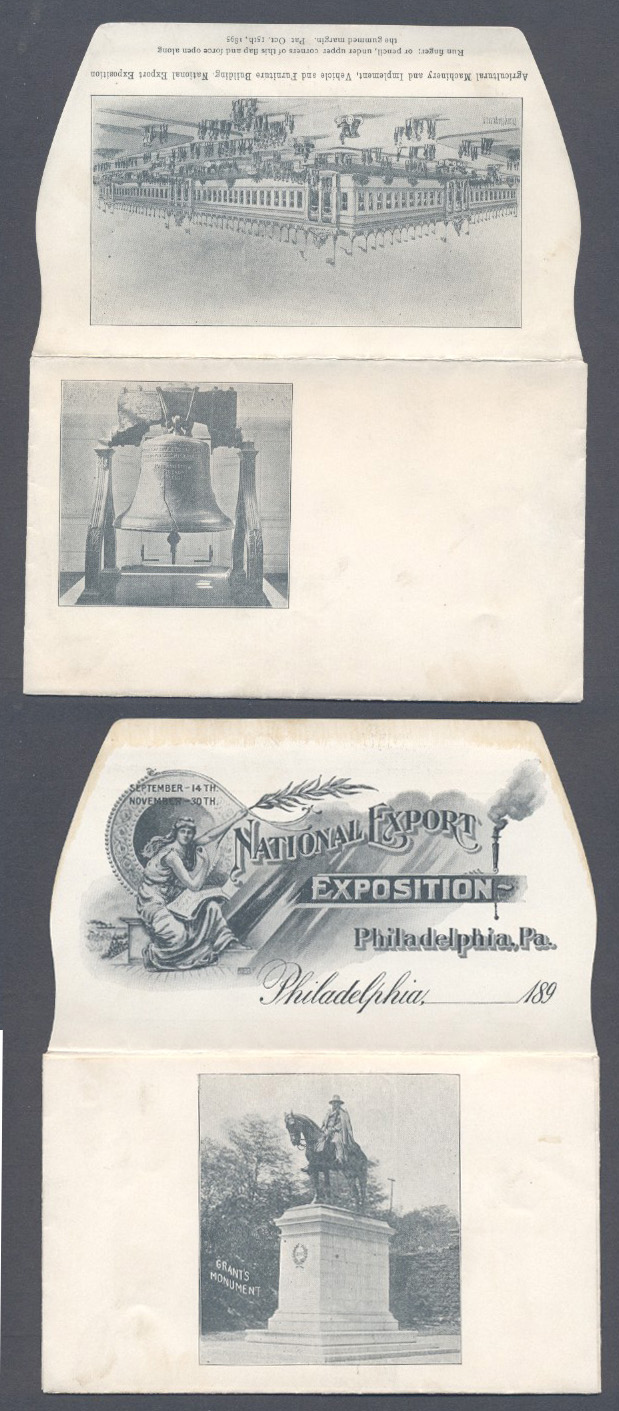 Agricultural Machinery and Implement, Vehicle and Furniture Building, National Export Exposition
Run finger; or pencil, under upper corners of this flap and force open along
the gummed margin. Pat Oct. 15th, 1895
SEPTEMBER-14TH.
NOVEMBER-30TH.
NATIONAL EXPORT
EXPOSITION
Philadelphia, Pa.
Philadelphia, 189
GRANT'S
MONUMENT